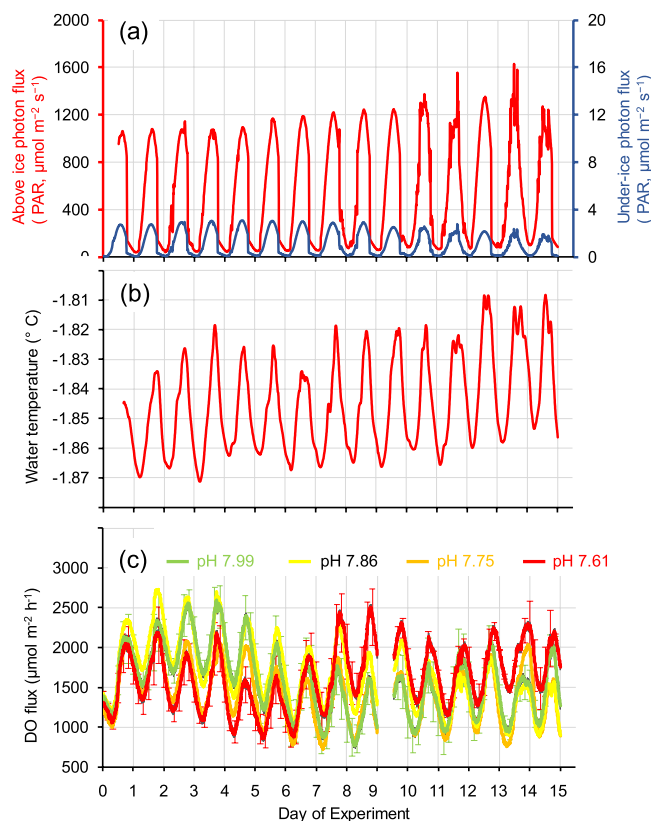 (a)
2000
1600
1200
800
400
0
Above ice photon flux
( PAR, µmol m⁻² s⁻¹)
20
16
12
8
4
0
Under-ice photon flux
( PAR, µmol m⁻² s⁻¹)
(b)
-1.81
-1.82
-1.83
-1.84
-1.85
-1.86
-1.87
Water temperature (° C)
(c)
pH 7.99 pH 7.86 pH 7.75 pH 7.61
3000
2500
2000
1500
1000
500
DO flux (µmol m⁻² h⁻¹)
0 1 2 3 4 5 6 7 8 9 10 11 12 13 14 15
Day of Experiment